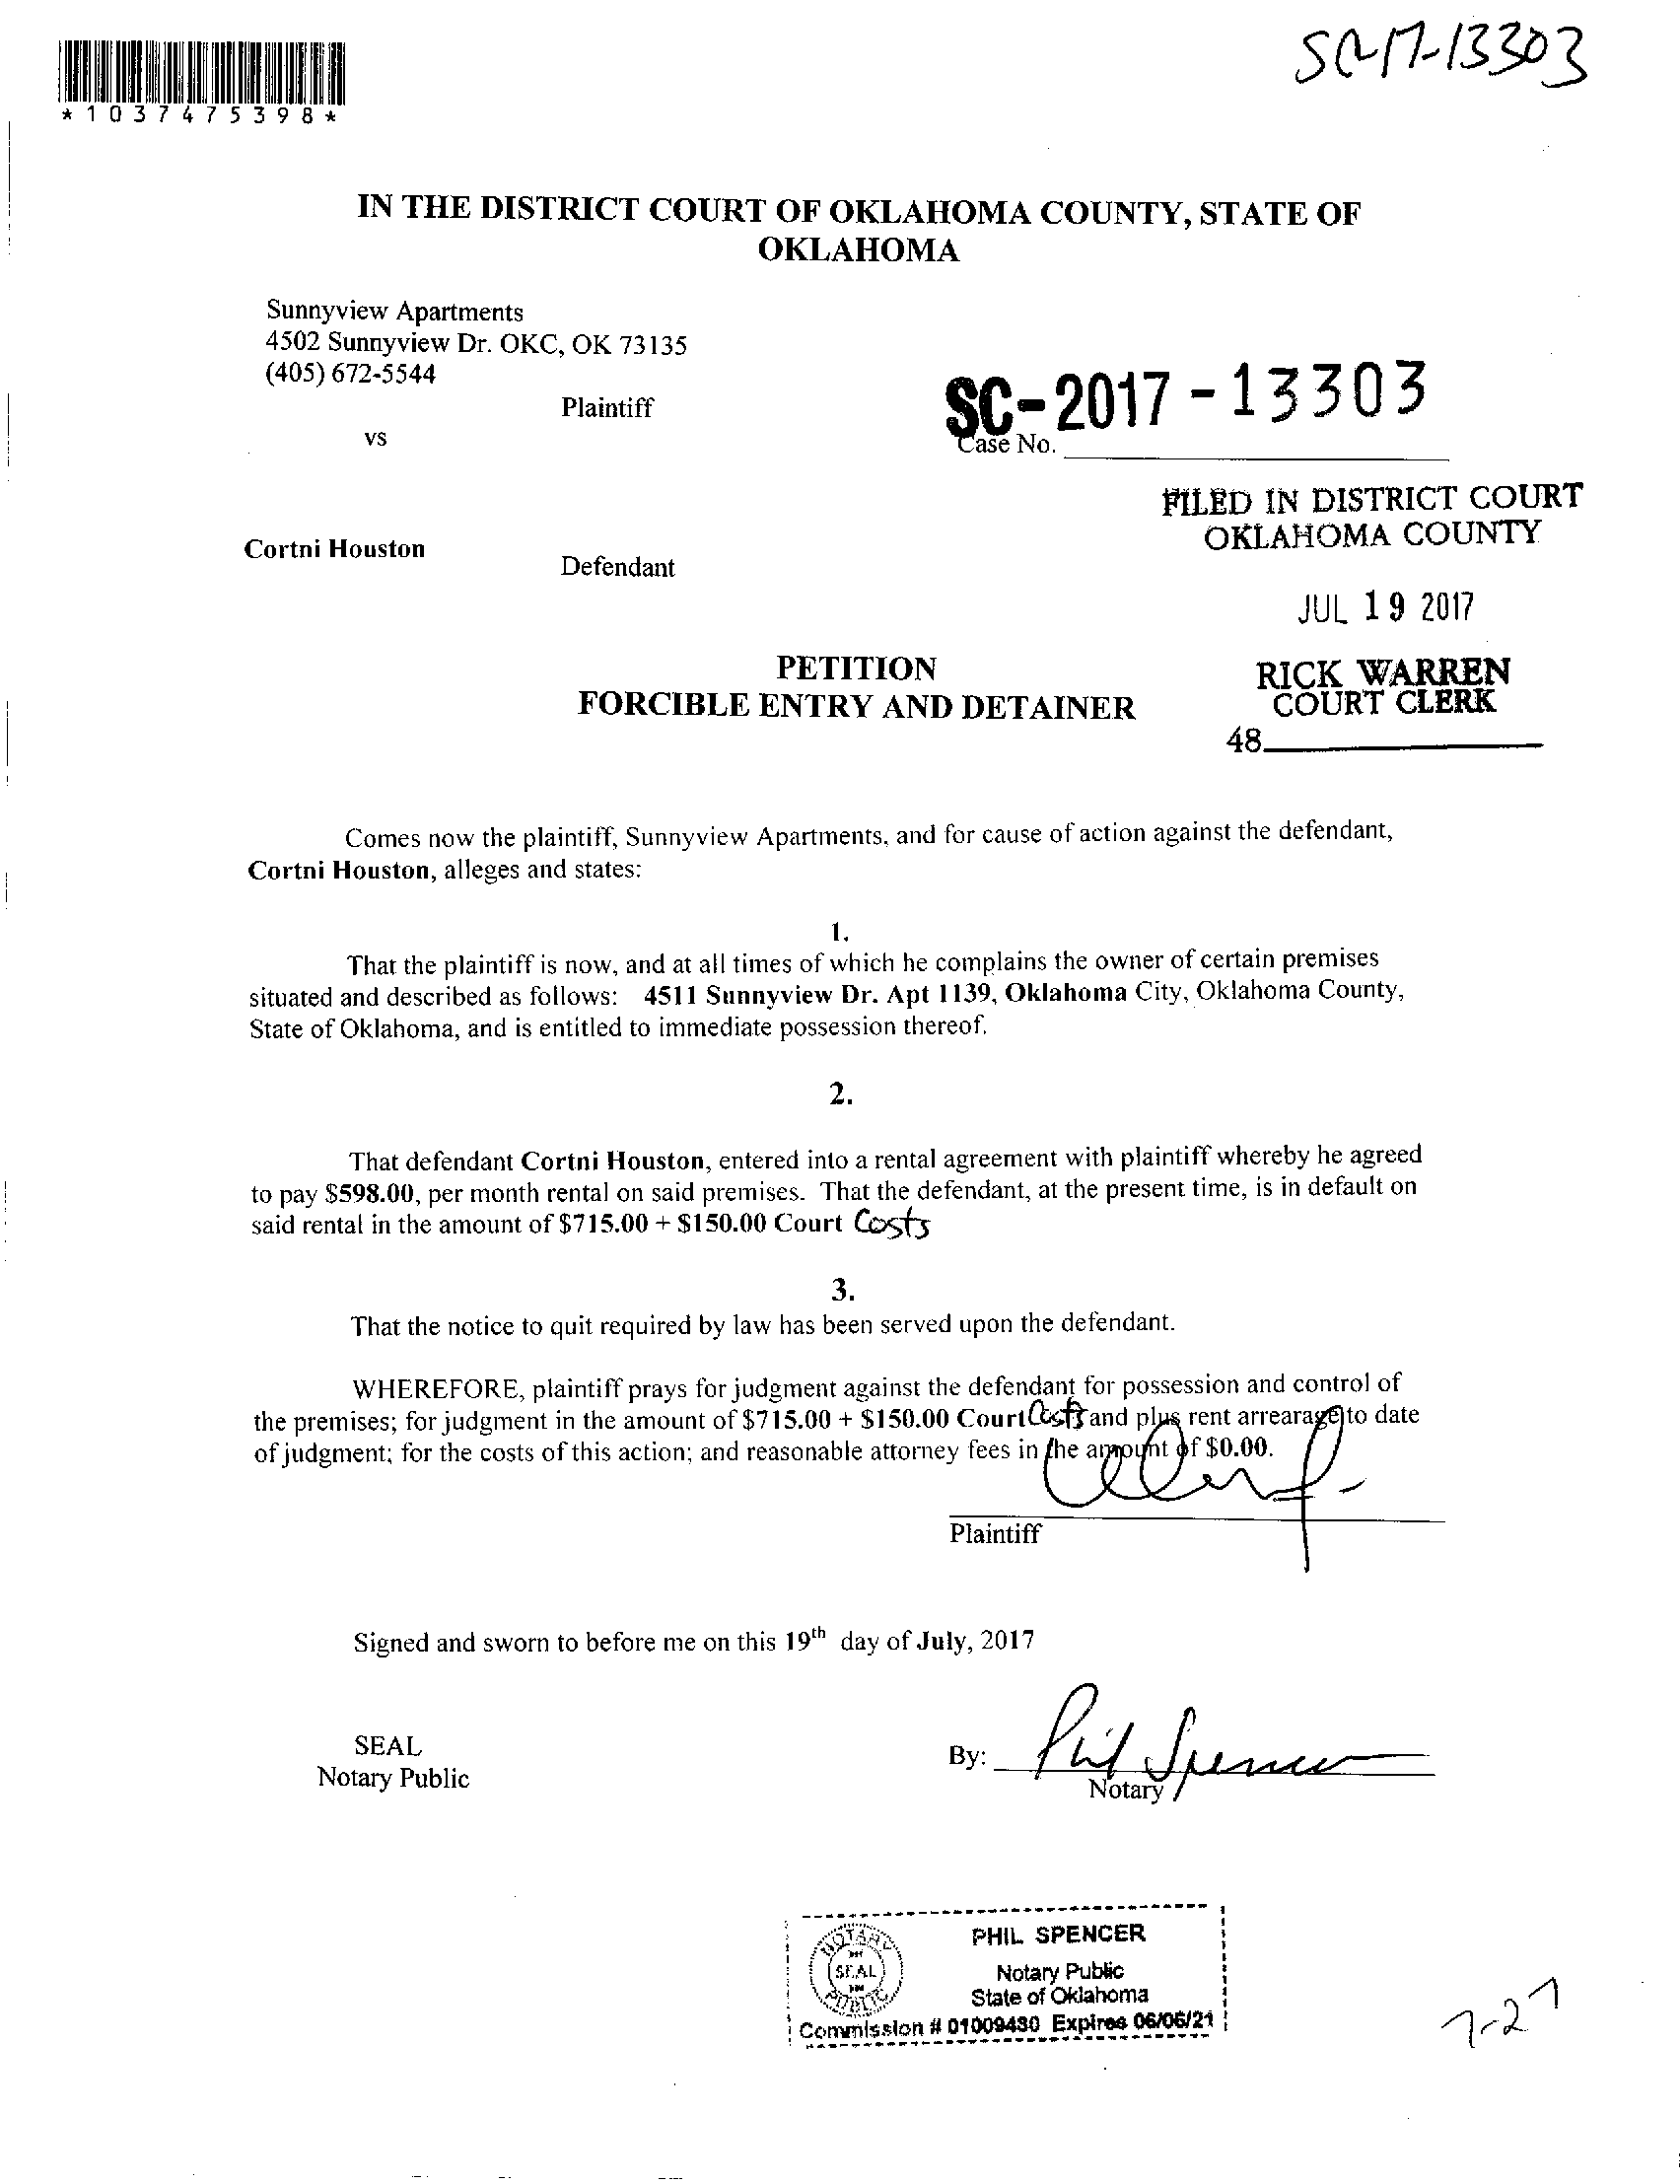 SC-17-13303
*1037475398*
IN THE DISTRICT COURT OF OKLAHOMA COUNTY, STATE OF
OKLAHOMA
Sunnyview Apartments
4502 Sunnyview Dr. OKC, OK 73135
(405) 672-5544
Plaintiff
vs
SC-2017-13303
Case No.
FILED IN DISTRICT COURT
OKLAHOMA COUNTY
Cortni Houston
Defendant
JUL 19 2017
PETITION
FORCIBLE ENTRY AND DETAINER
RICK WARREN
COURT CLERK
48
Comes now the plaintiff, Sunnyview Apartments, and for cause of action against the defendant,
Cortni Houston, alleges and states:
1.
That the plaintiff is now, and at all times of which he complains the owner of certain premises
situated and described as follows: 4511 Sunnyview Dr. Apt 1139, Oklahoma City, Oklahoma County,
State of Oklahoma, and is entitled to immediate possession thereof.
2.
That defendant Cortni Houston, entered into a rental agreement with plaintiff whereby he agreed
to pay $598.00, per month rental on said premises. That the defendant, at the present time, is in default on
said rental in the amount of $715.00 + $150.00 Court Costs
3.
That the notice to quit required by law has been served upon the defendant.
WHEREFORE, plaintiff prays for judgment against the defendant for possession and control of
the premises; for judgment in the amount of $715.00 + $150.00 Court Costs and plus rent arrearage to date
of judgment; for the costs of this action; and reasonable attorney fees in the amount of $0.00.
Plaintiff
Signed and sworn to before me on this 19th day of July, 2017
SEAL
Notary Public
By: Phil Spencer
Notary
NOTARY
SEAL
PUBLIC
PHIL SPENCER
Notary Public
State of Oklahoma
Commission # 01009430 Expires 06/06/21
7-27